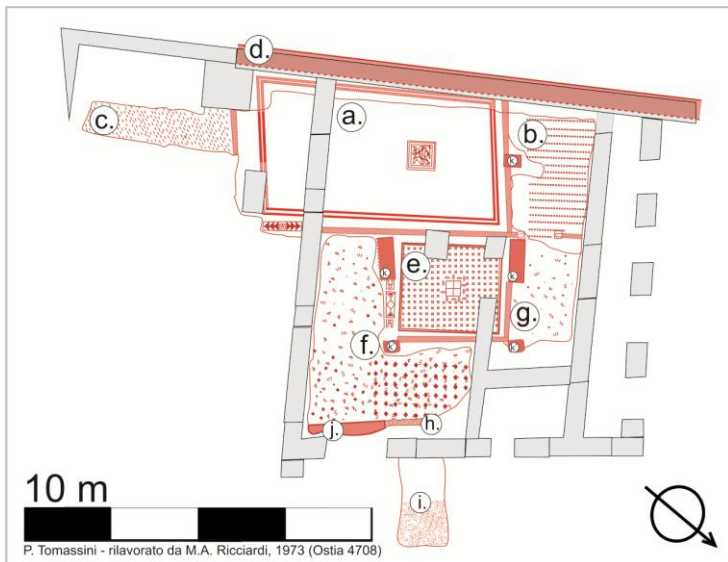 d.
a.
c.
b.
k
e.
k
k
g.
f.
k
k
h.
j.
i.
10 m
P. Tomassini - rilavorato da M.A. Ricciardi, 1973 (Ostia 4708)